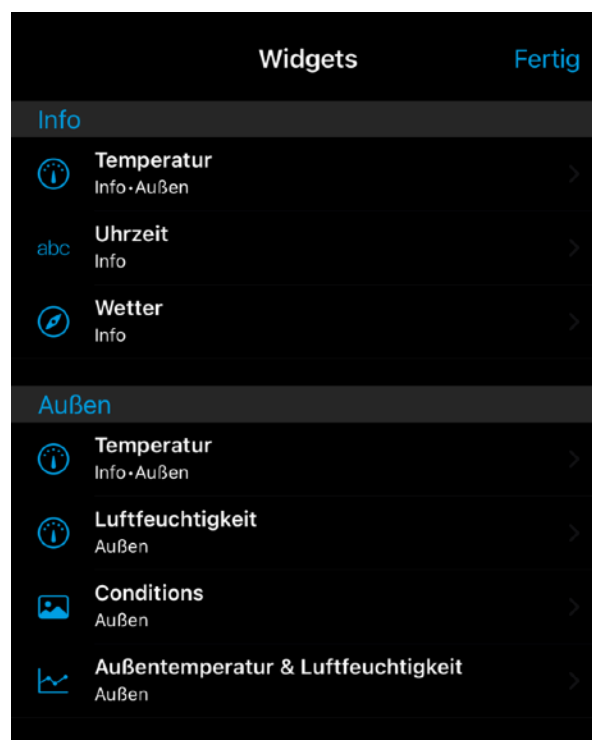 Widgets Fertig
Info
Temperatur
Info•Außen
abc
Uhrzeit
Info
Wetter
Info
Außen
Temperatur
Info•Außen
Luftfeuchtigkeit
Außen
Conditions
Außen
Außentemperatur & Luftfeuchtigkeit
Außen